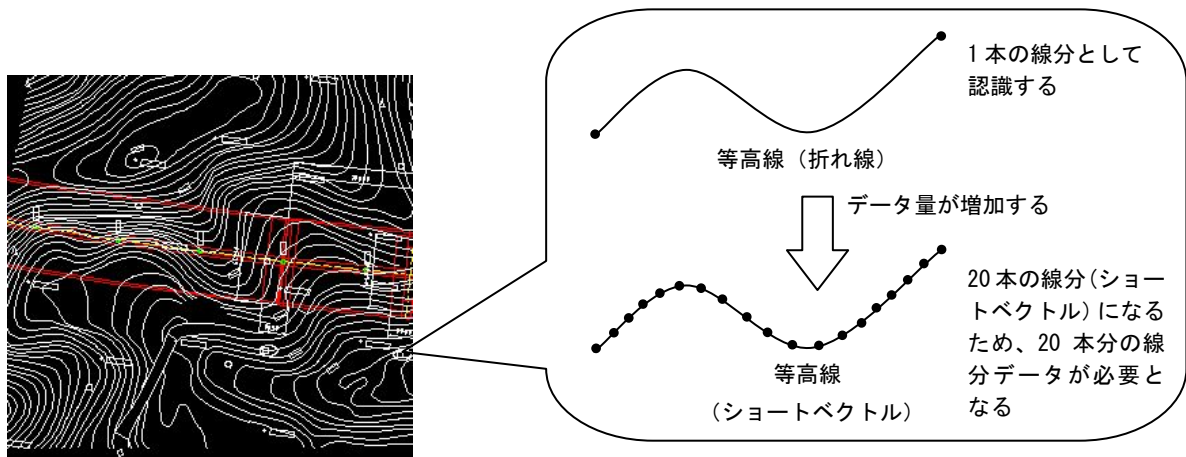 1本の線分として
認識する
等高線（折れ線）
データ量が増加する
20本の線分（ショー
トベクトル）になる
ため、20 本分の線
分データが必要と
なる
等高線
（ショートベクトル）